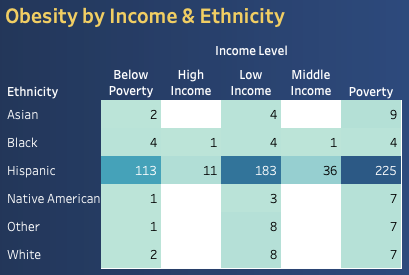 Obesity by Income & Ethnicity
Income Level
Below High Low Middle
Ethnicity Poverty Income Income Income Poverty
Asian 2 4 9
Black 4 1 4 1 4
Hispanic 113 11 183 36 225
Native American 1 3 7
Other 1 8 7
White 2 8 7